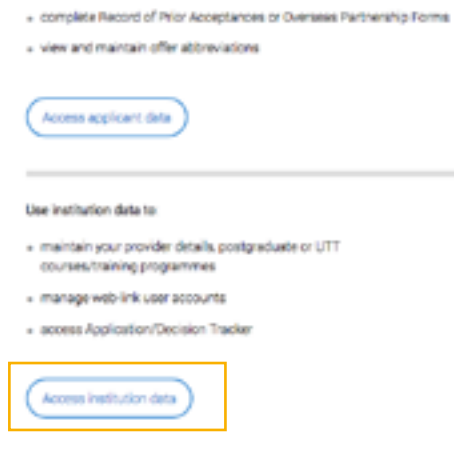 complete Record of Prior Acceptances or Overseas Partnership Forms
view and maintain offer abbreviations
Access applicant data
Use institution data to
maintain your provider details, postgraduate or UTT
courses/training programmes
manage web-link user accounts
access Application/Decision Tracker
Access institution data